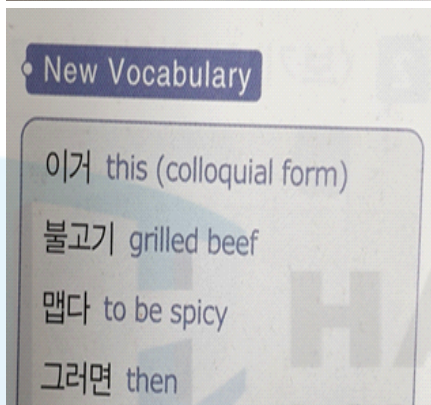 New Vocabulary
이거 this (colloquial form)
불고기 grilled beef
맵다 to be spicy
그러면 then